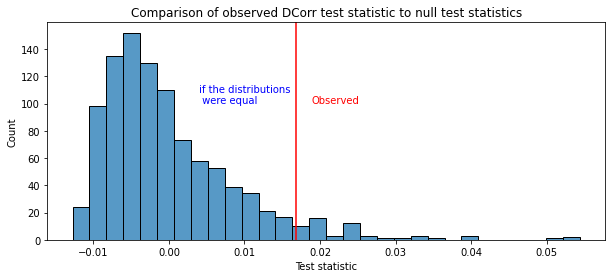 Comparison of observed DCorr test statistic to null test statistics
140
120
100
80
60
40
20
0
Count
if the distributions
were equal
Observed
−0.01 0.00 0.01 0.02 0.03 0.04 0.05
Test statistic